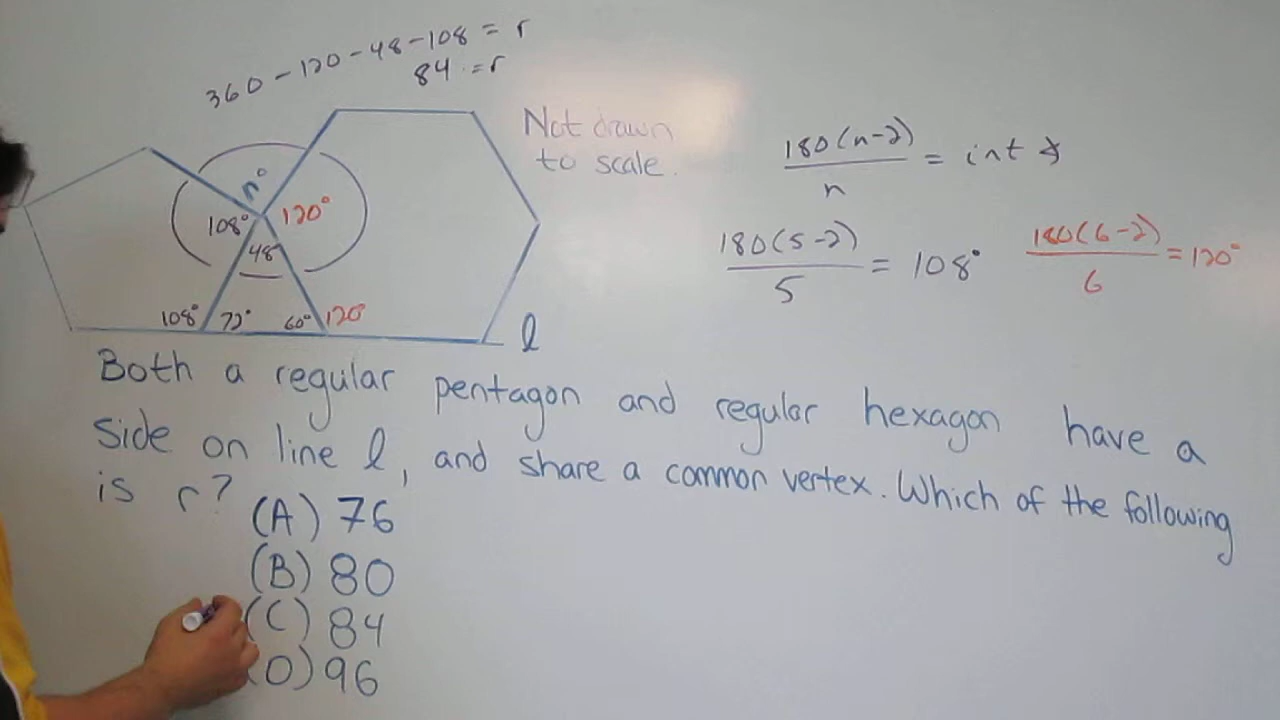 360 - 120 - 48 - 108 = r
84 = r
Not drawn
to scale.
r°
108°
120°
48
108°
72°
60°
120°
l
180(n-2)
n
= int ∡
180(5-2)
5
= 108°
180(6-2)
6
= 120°
Both a regular pentagon and regular hexagon have a
side on line l, and share a common vertex. Which of the following
is r?
(A) 76
(B) 80
(C) 84
(D) 96